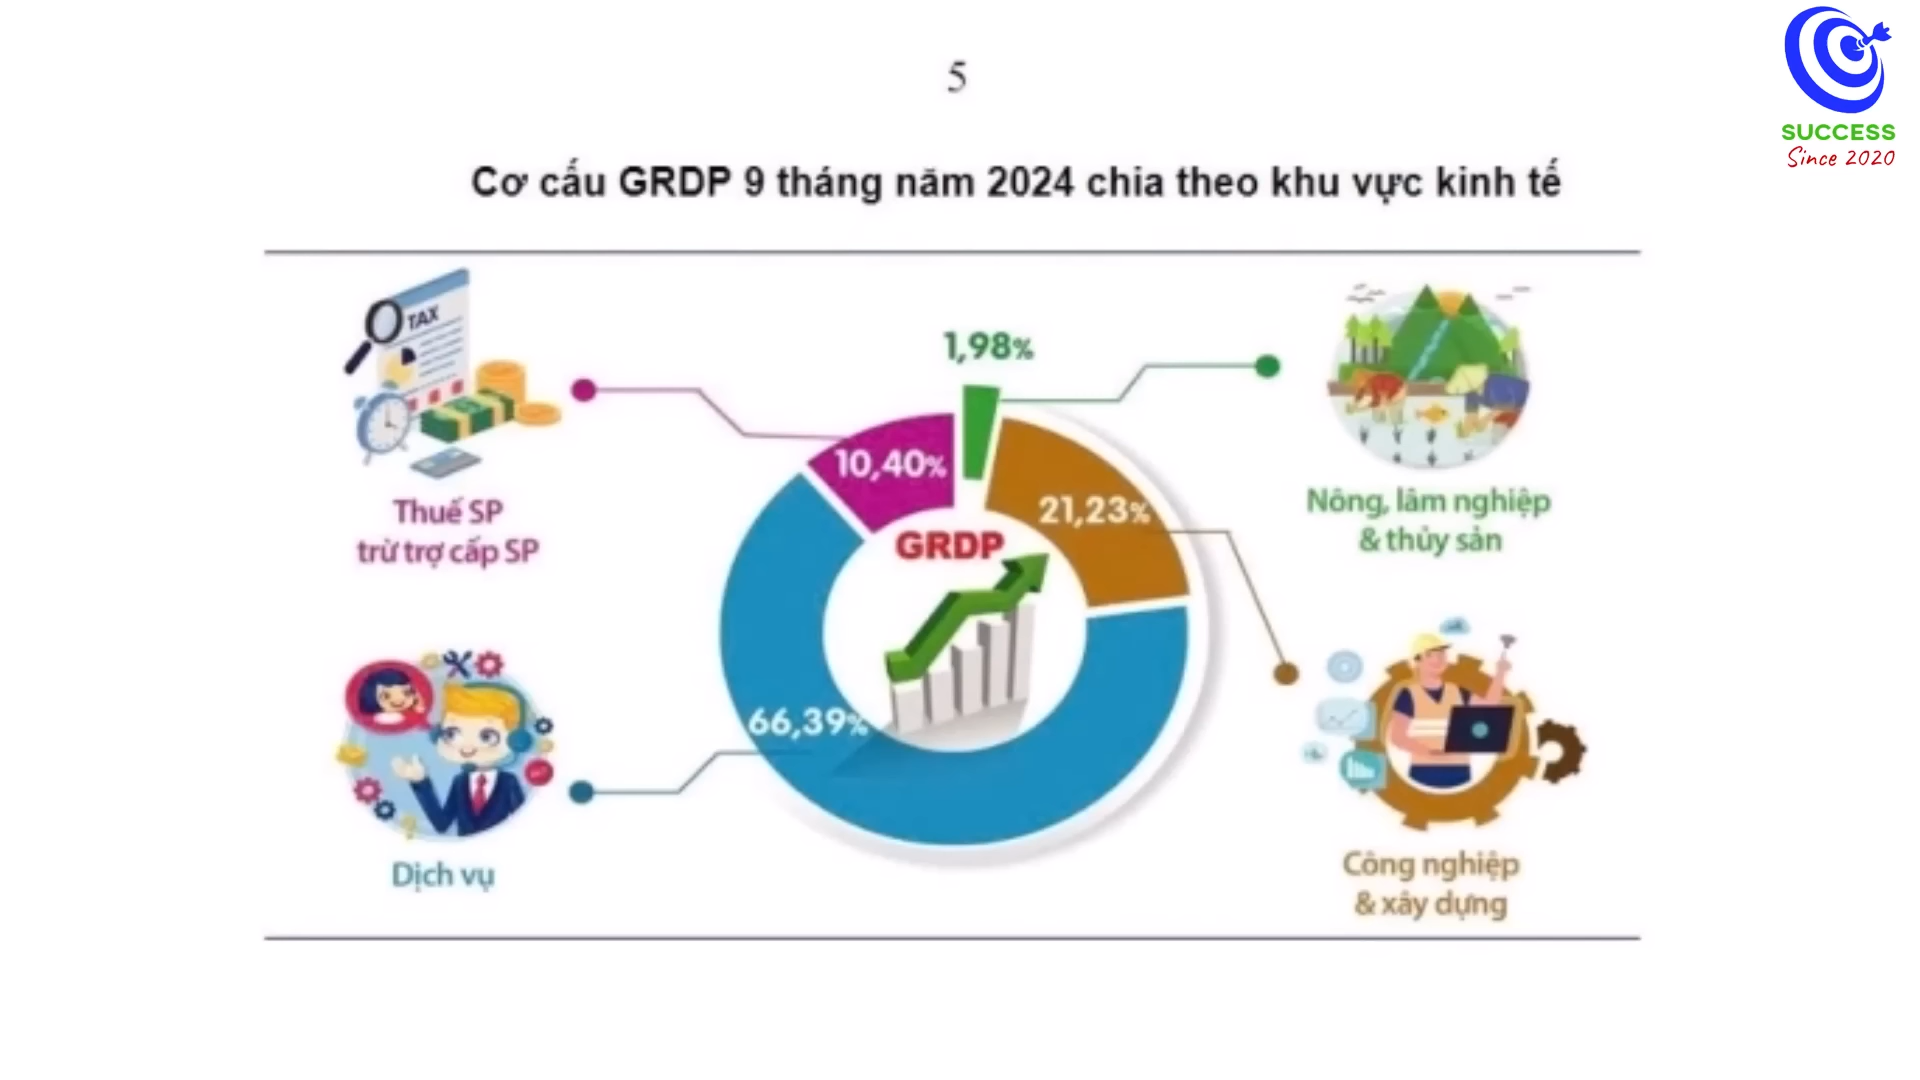 5
SUCCESS
Since 2020
Cơ cấu GRDP 9 tháng năm 2024 chia theo khu vực kinh tế
TAX
1,98%
10,40%
21,23%
GRDP
Thuế SP
trừ trợ cấp SP
Nông, lâm nghiệp
& thủy sản
66,39%
Dịch vụ
Công nghiệp
& xây dựng